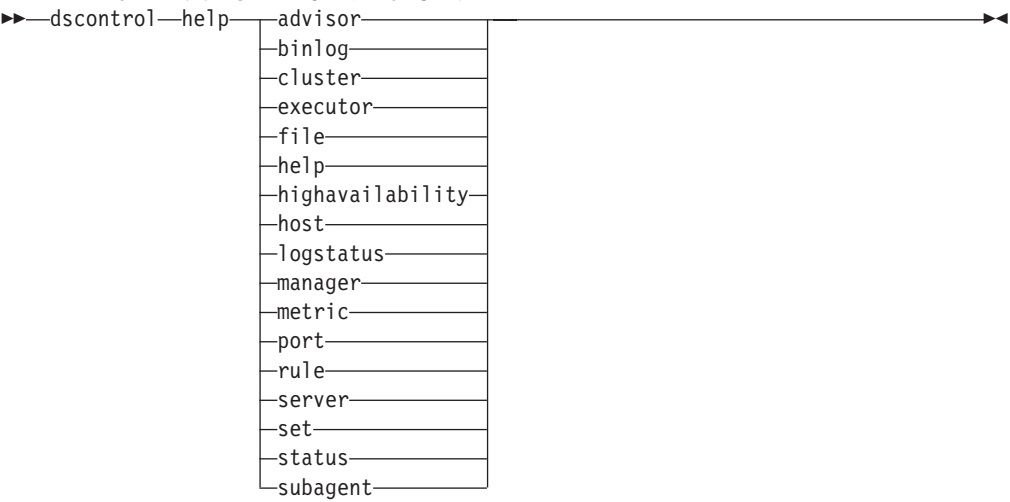 dscontrol help advisor
binlog
cluster
executor
file
help
highavailability
host
logstatus
manager
metric
port
rule
server
set
status
subagent